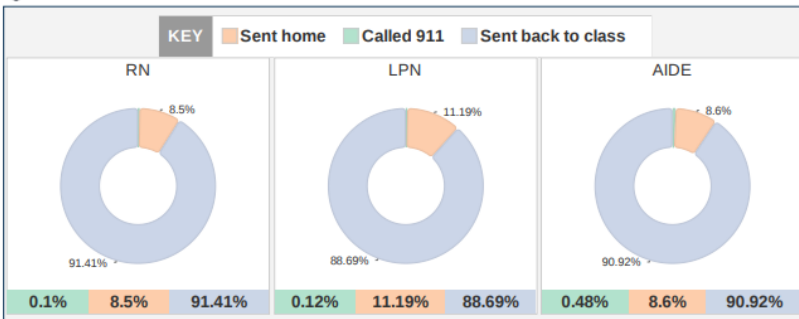 KEY Sent home Called 911 Sent back to class
RN
8.5%
91.41%
0.1% 8.5% 91.41%
LPN
11.19%
88.69%
0.12% 11.19% 88.69%
AIDE
8.6%
90.92%
0.48% 8.6% 90.92%